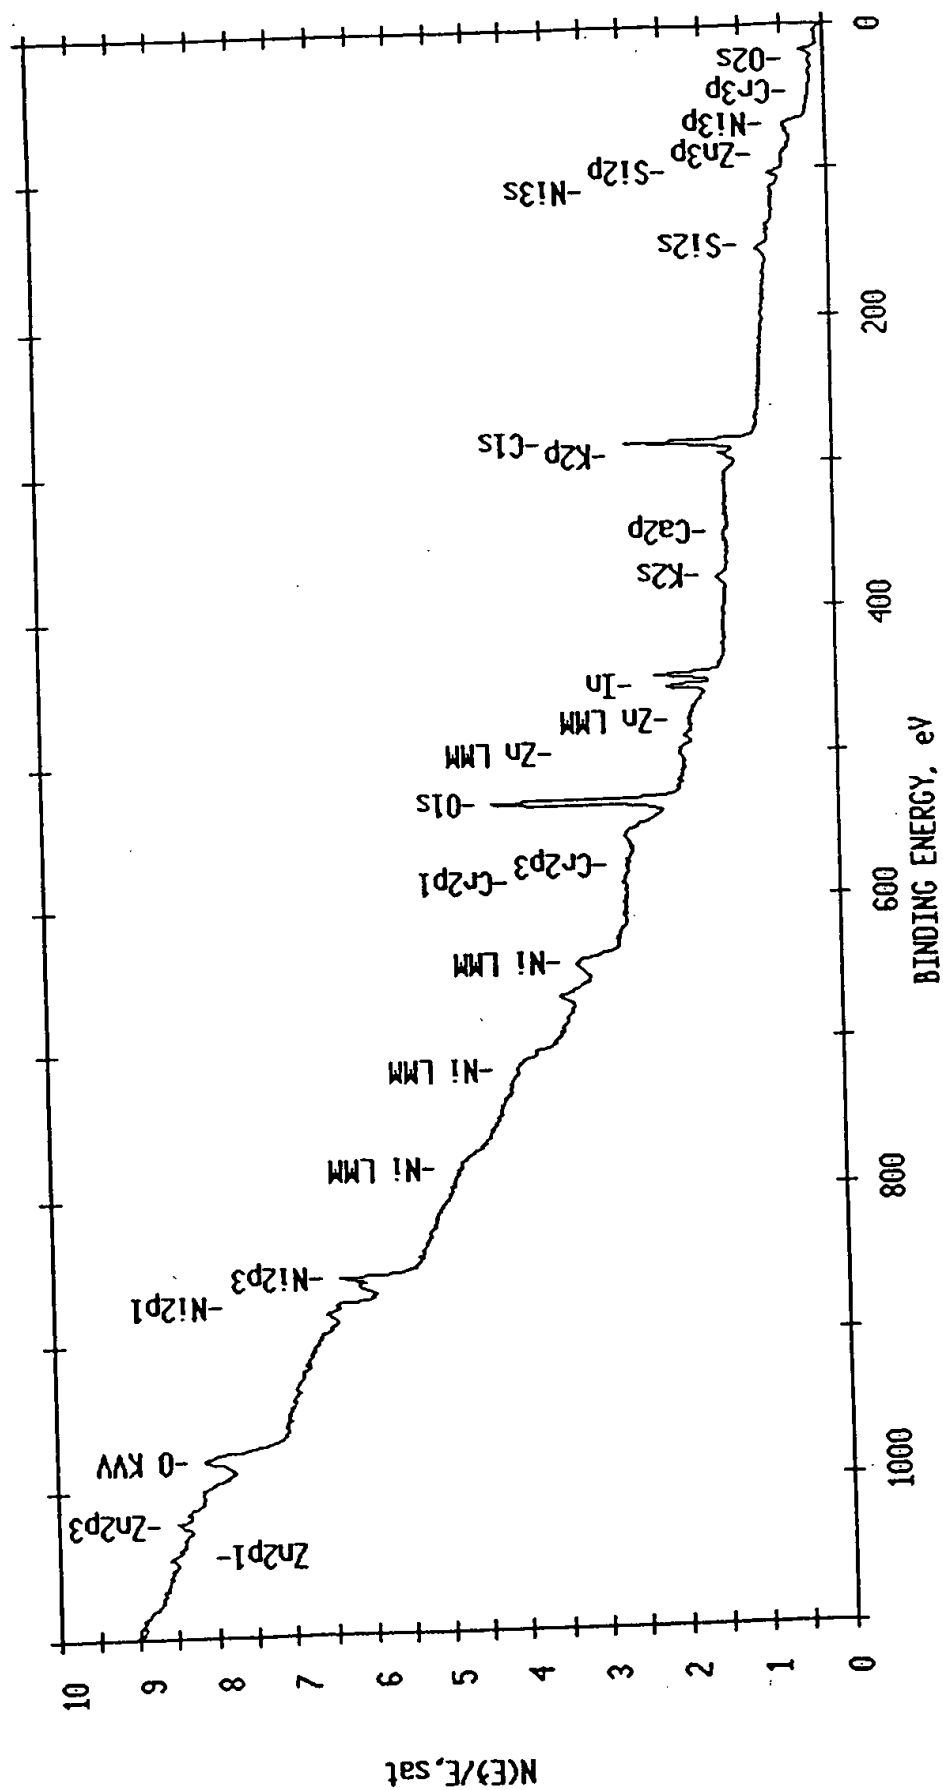 N(E)/E,sat
10
9
8
7
6
5
4
3
2
1
0
-Zn2p3
Zn2p1-
-O KVV
-Ni2p1
-Ni2p3
-Ni LMM
-Ni LMM
-Ni LMM
-Cr2p1
-Cr2p3
-O1s
-Zn LMM
-Zn LMM
-In
-K2s
-Ca2p
-K2p
-C1s
-Si2s
-Ni3s
-Si2p
-Zn3p
-Ni3p
-Cr3p
-O2s
1000
800
600
400
200
0
BINDING ENERGY, eV